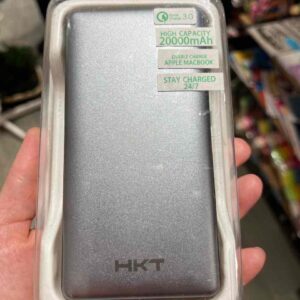 3.0
HIGH CAPACITY
20000mAh
APPLE MACBOOK
STAY CHARGED
24/7
HKT